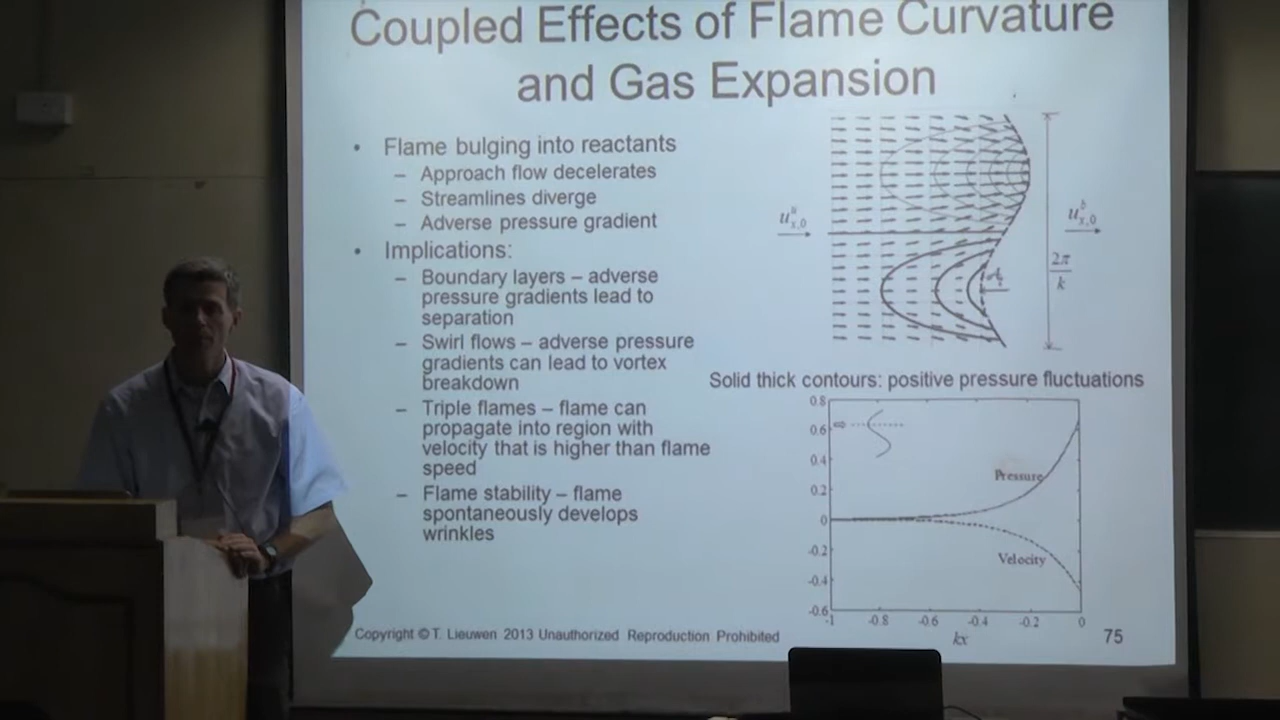 Coupled Effects of Flame Curvature
and Gas Expansion
• Flame bulging into reactants
– Approach flow decelerates
– Streamlines diverge
– Adverse pressure gradient
• Implications:
– Boundary layers – adverse
pressure gradients lead to
separation
– Swirl flows – adverse pressure
gradients can lead to vortex
breakdown
– Triple flames – flame can
propagate into region with
velocity that is higher than flame
speed
– Flame stability – flame
spontaneously develops
wrinkles
u^u_{x,0}
u^b_{x,0}
2π
k
Solid thick contours: positive pressure fluctuations
0.8
0.6
0.4
0.2
0
-0.2
-0.4
-0.6
Pressure
Velocity
-1 -0.8 -0.6 -0.4 -0.2 0
kx
Copyright © T. Lieuwen 2013 Unauthorized Reproduction Prohibited
75